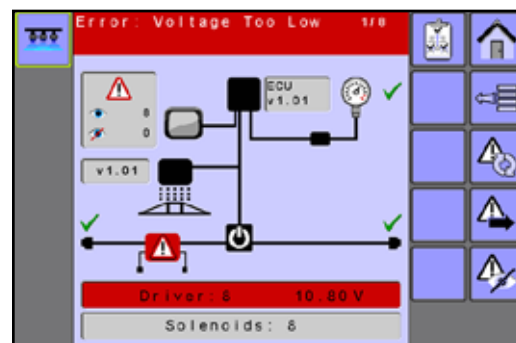 Error: Voltage Too Low 1/8
ECU
v1.01
8
0
v1.01
Driver: 8 10.80V
Solenoids: 8